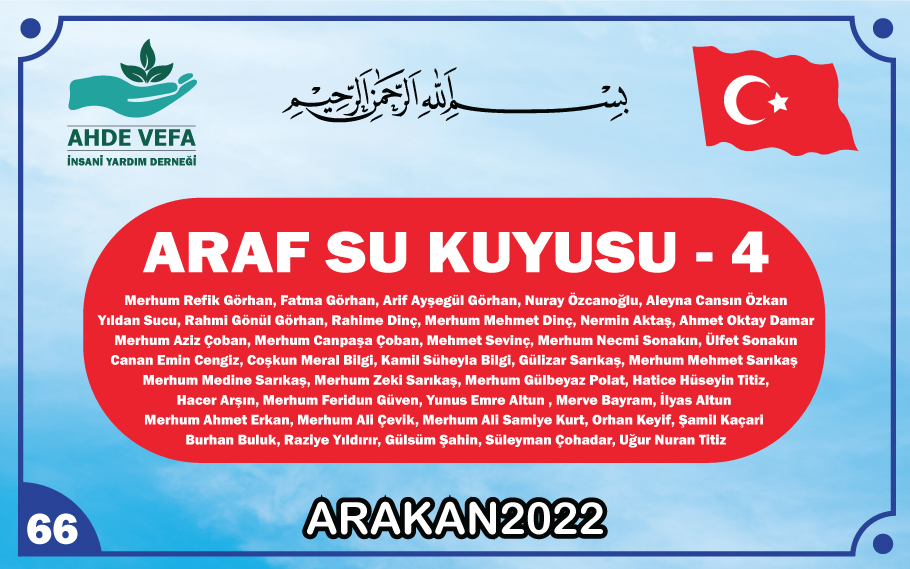 AHDE VEFA
İNSANİ YARDIM DERNEĞİ
بسم الله الرحمن الرحيم
ARAF SU KUYUSU - 4
Merhum Refik Görhan, Fatma Görhan, Arif Ayşegül Görhan, Nuray Özcanoğlu, Aleyna Cansın Özkan
Yıldan Sucu, Rahmi Gönül Görhan, Rahime Dinç, Merhum Mehmet Dinç, Nermin Aktaş, Ahmet Oktay Damar
Merhum Aziz Çoban, Merhum Canpaşa Çoban, Mehmet Sevinç, Merhum Necmi Sonakın, Ülfet Sonakın
Canan Emin Cengiz, Coşkun Meral Bilgi, Kamil Süheyla Bilgi, Gülizar Sarıkaş, Merhum Mehmet Sarıkaş
Merhum Medine Sarıkaş, Merhum Zeki Sarıkaş, Merhum Gülbeyaz Polat, Hatice Hüseyin Titiz,
Hacer Arşın, Merhum Feridun Güven, Yunus Emre Altun , Merve Bayram, İlyas Altun
Merhum Ahmet Erkan, Merhum Ali Çevik, Merhum Ali Samiye Kurt, Orhan Keyif, Şamil Kaçari
Burhan Buluk, Raziye Yıldırır, Gülsüm Şahin, Süleyman Çohadar, Uğur Nuran Titiz
ARAKAN2022
66